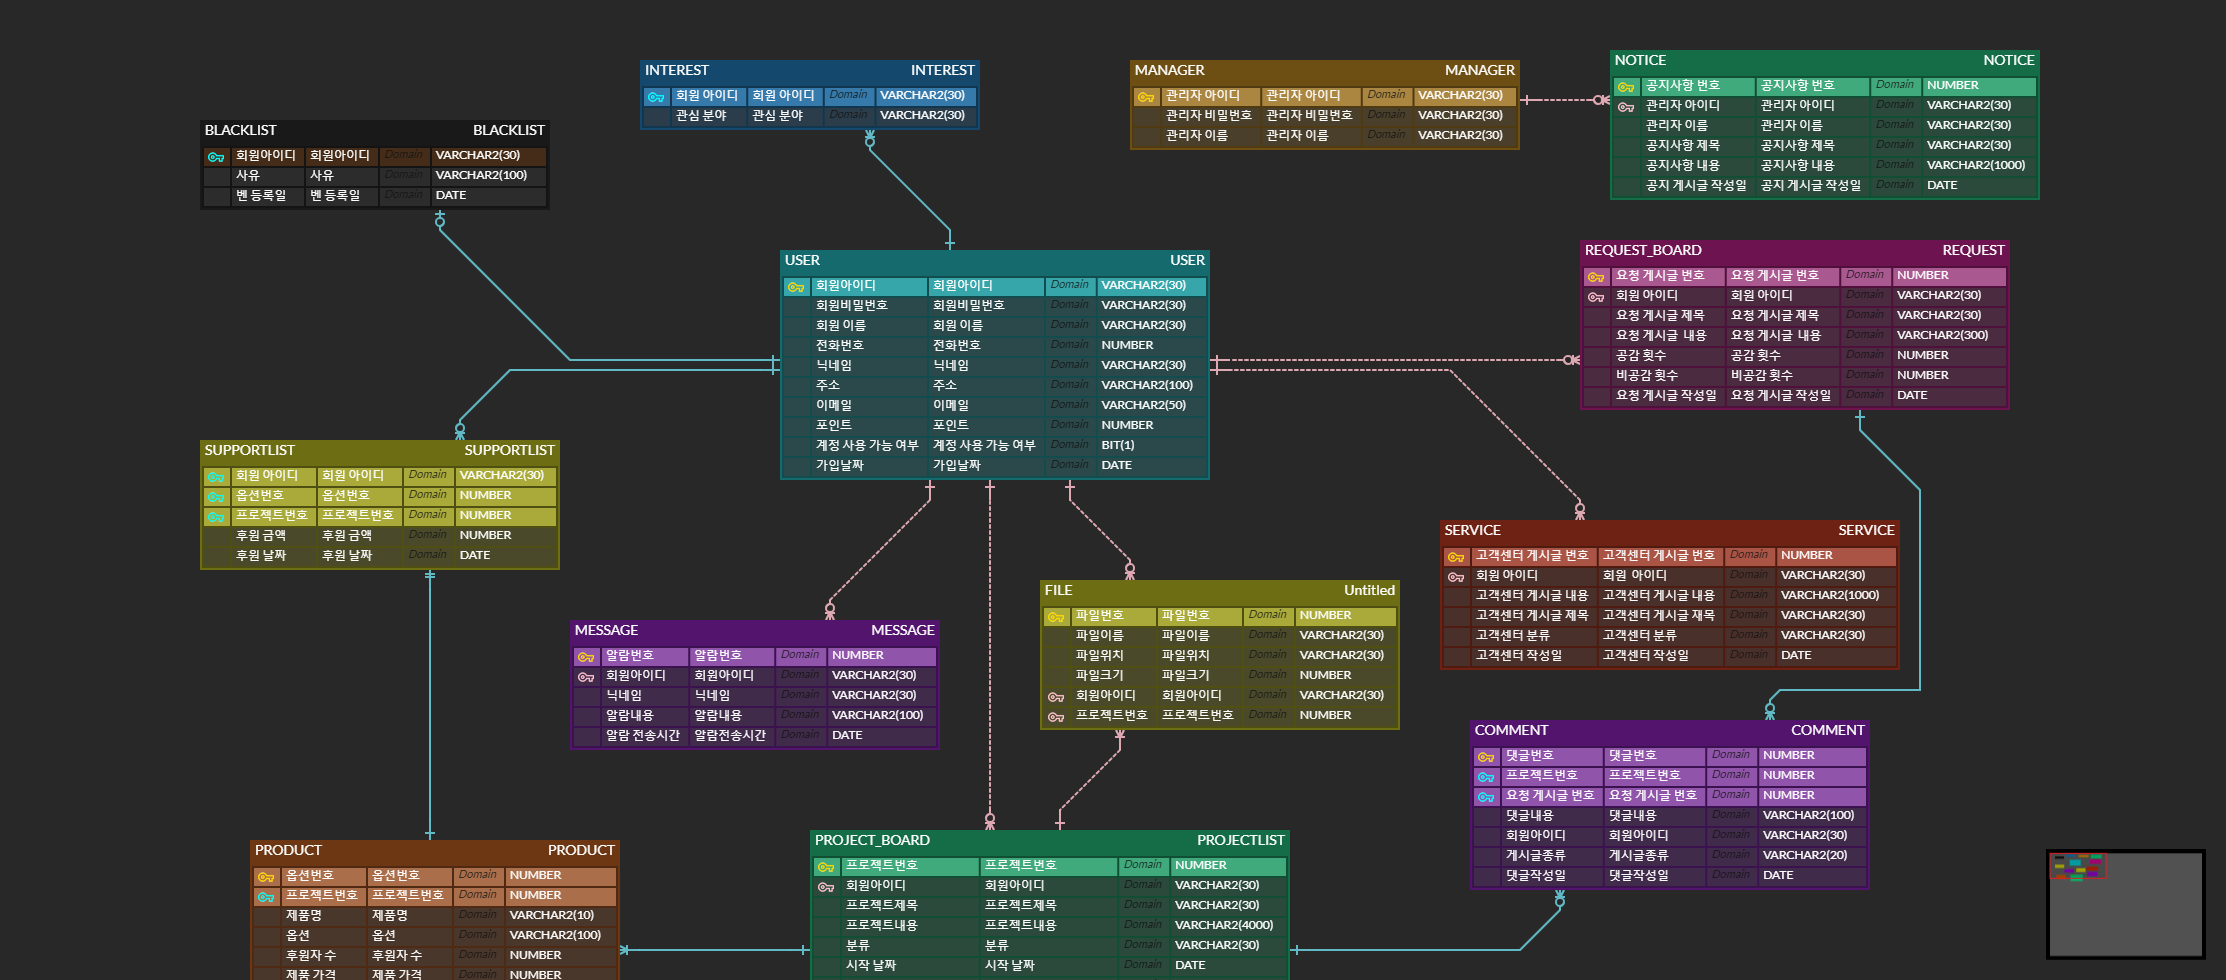 INTEREST INTEREST
회원 아이디 회원 아이디 Domain VARCHAR2(30)
관심 분야 관심 분야 Domain VARCHAR2(30)
MANAGER MANAGER
관리자 아이디 관리자 아이디 Domain VARCHAR2(30)
관리자 비밀번호 관리자 비밀번호 Domain VARCHAR2(30)
관리자 이름 관리자 이름 Domain VARCHAR2(30)
NOTICE NOTICE
공지사항 번호 공지사항 번호 Domain NUMBER
관리자 아이디 관리자 아이디 Domain VARCHAR2(30)
관리자 이름 관리자 이름 Domain VARCHAR2(30)
공지사항 제목 공지사항 제목 Domain VARCHAR2(30)
공지사항 내용 공지사항 내용 Domain VARCHAR2(1000)
공지 게시글 작성일 공지 게시글 작성일 Domain DATE
BLACKLIST BLACKLIST
회원아이디 회원아이디 Domain VARCHAR2(30)
사유 사유 Domain VARCHAR2(100)
벤 등록일 벤 등록일 Domain DATE
USER USER
회원아이디 회원아이디 Domain VARCHAR2(30)
회원비밀번호 회원비밀번호 Domain VARCHAR2(30)
회원 이름 회원 이름 Domain VARCHAR2(30)
전화번호 전화번호 Domain NUMBER
닉네임 닉네임 Domain VARCHAR2(30)
주소 주소 Domain VARCHAR2(100)
이메일 이메일 Domain VARCHAR2(50)
포인트 포인트 Domain NUMBER
계정 사용 가능 여부 계정 사용 가능 여부 Domain BIT(1)
가입날짜 가입날짜 Domain DATE
REQUEST_BOARD REQUEST
요청 게시글 번호 요청 게시글 번호 Domain NUMBER
회원 아이디 회원 아이디 Domain VARCHAR2(30)
요청 게시글 제목 요청 게시글 제목 Domain VARCHAR2(30)
요청 게시글 내용 요청 게시글 내용 Domain VARCHAR2(300)
공감 횟수 공감 횟수 Domain NUMBER
비공감 횟수 비공감 횟수 Domain NUMBER
요청 게시글 작성일 요청 게시글 작성일 Domain DATE
SUPPORTLIST SUPPORTLIST
회원 아이디 회원 아이디 Domain VARCHAR2(30)
옵션번호 옵션번호 Domain NUMBER
프로젝트번호 프로젝트번호 Domain NUMBER
후원 금액 후원 금액 Domain NUMBER
후원 날짜 후원 날짜 Domain DATE
SERVICE SERVICE
고객센터 게시글 번호 고객센터 게시글 번호 Domain NUMBER
회원 아이디 회원 아이디 Domain VARCHAR2(30)
고객센터 게시글 내용 고객센터 게시글 내용 Domain VARCHAR2(1000)
고객센터 게시글 제목 고객센터 게시글 재목 Domain VARCHAR2(30)
고객센터 분류 고객센터 분류 Domain VARCHAR2(30)
고객센터 작성일 고객센터 작성일 Domain DATE
FILE Untitled
파일번호 파일번호 Domain NUMBER
파일이름 파일이름 Domain VARCHAR2(30)
파일위치 파일위치 Domain VARCHAR2(30)
파일크기 파일크기 Domain NUMBER
회원아이디 회원아이디 Domain VARCHAR2(30)
프로젝트번호 프로젝트번호 Domain NUMBER
MESSAGE MESSAGE
알람번호 알람번호 Domain NUMBER
회원아이디 회원아이디 Domain VARCHAR2(30)
닉네임 닉네임 Domain VARCHAR2(30)
알람내용 알람내용 Domain VARCHAR2(100)
알람 전송시간 알람전송시간 Domain DATE
COMMENT COMMENT
댓글번호 댓글번호 Domain NUMBER
프로젝트번호 프로젝트번호 Domain NUMBER
요청 게시글 번호 요청 게시글 번호 Domain NUMBER
댓글내용 댓글내용 Domain VARCHAR2(100)
회원아이디 회원아이디 Domain VARCHAR2(30)
게시글종류 게시글종류 Domain VARCHAR2(20)
댓글작성일 댓글작성일 Domain DATE
PRODUCT PRODUCT
옵션번호 옵션번호 Domain NUMBER
프로젝트번호 프로젝트번호 Domain NUMBER
제품명 제품명 Domain VARCHAR2(10)
옵션 옵션 Domain VARCHAR2(100)
후원자 수 후원자 수 Domain NUMBER
제품 가격 제품 가격 Domain NUMBER
PROJECT_BOARD PROJECTLIST
프로젝트번호 프로젝트번호 Domain NUMBER
회원아이디 회원아이디 Domain VARCHAR2(30)
프로젝트제목 프로젝트제목 Domain VARCHAR2(30)
프로젝트내용 프로젝트내용 Domain VARCHAR2(4000)
분류 분류 Domain VARCHAR2(30)
시작 날짜 시작 날짜 Domain DATE